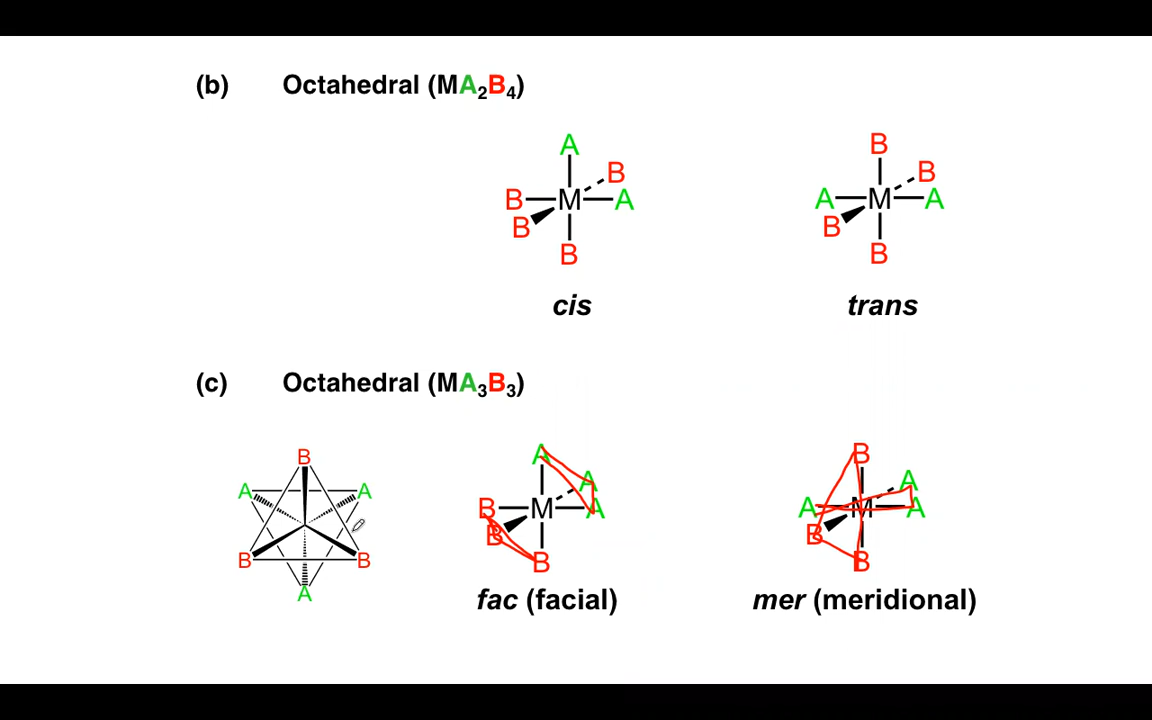 (b) Octahedral (MA₂B₄)
A
B
B M A
B
B
B
B
A M A
B
B
cis trans
(c) Octahedral (MA₃B₃)
B
A A
B B
A
A
A
B M A
B
B
B
A
A M A
B
B
fac (facial) mer (meridional)